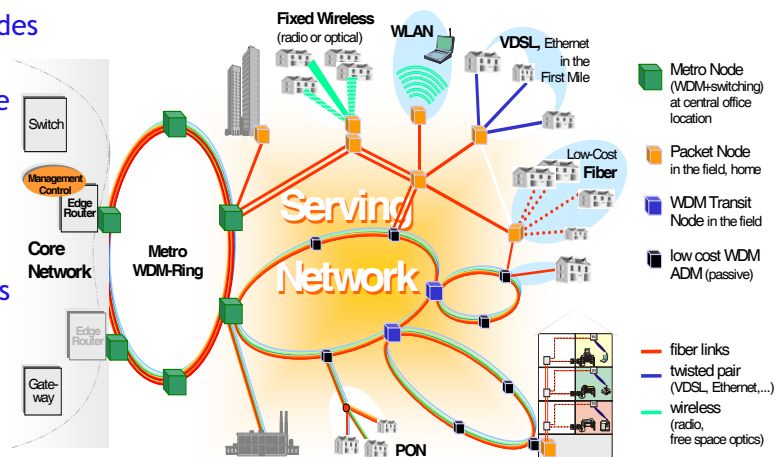 des
e
s
Switch
Management
Control
Edge
Router
Core
Network
Edge
Router
Gate-
way
Metro
WDM-Ring
Fixed Wireless
(radio or optical)
WLAN
VDSL, Ethernet
in the
First Mile
Low-Cost
Fiber
Serving
Network
PON
Metro Node
(WDM+switching)
at central office
location
Packet Node
in the field, home
WDM Transit
Node in the field
low cost WDM
ADM (passive)
fiber links
twisted pair
(VDSL, Ethernet,...)
wireless
(radio,
free space optics)